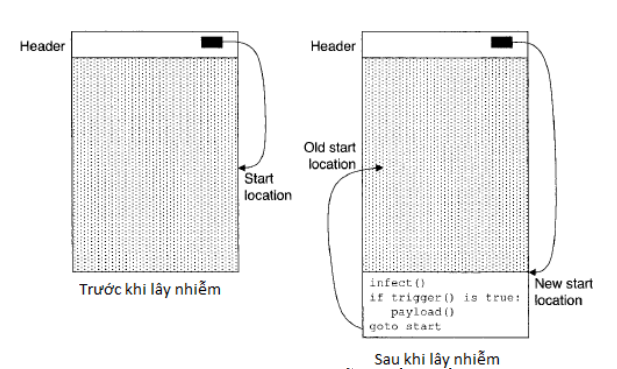 Header
Start
location
Trước khi lây nhiễm
Header
Old start
location
infect()
if trigger() is true:
payload()
goto start
New start
location
Sau khi lây nhiễm